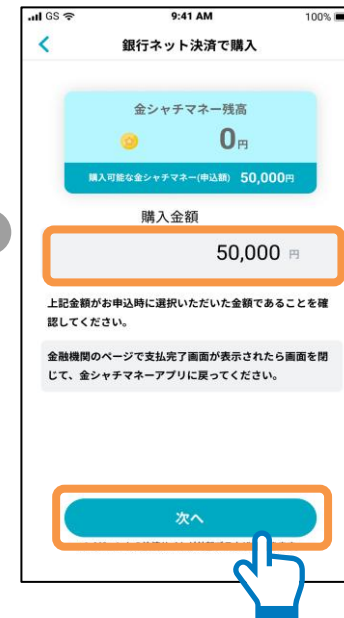 GS 9:41 AM 100%
銀行ネット決済で購入
金シャチマネー残高
0円
購入可能な金シャチマネー(申込額) 50,000円
購入金額
50,000 円
上記金額がお申込時に選択いただいた金額であることを確
認してください。
金融機関のページで支払完了画面が表示されたら画面を閉
じて、金シャチマネーアプリに戻ってください。
次へ